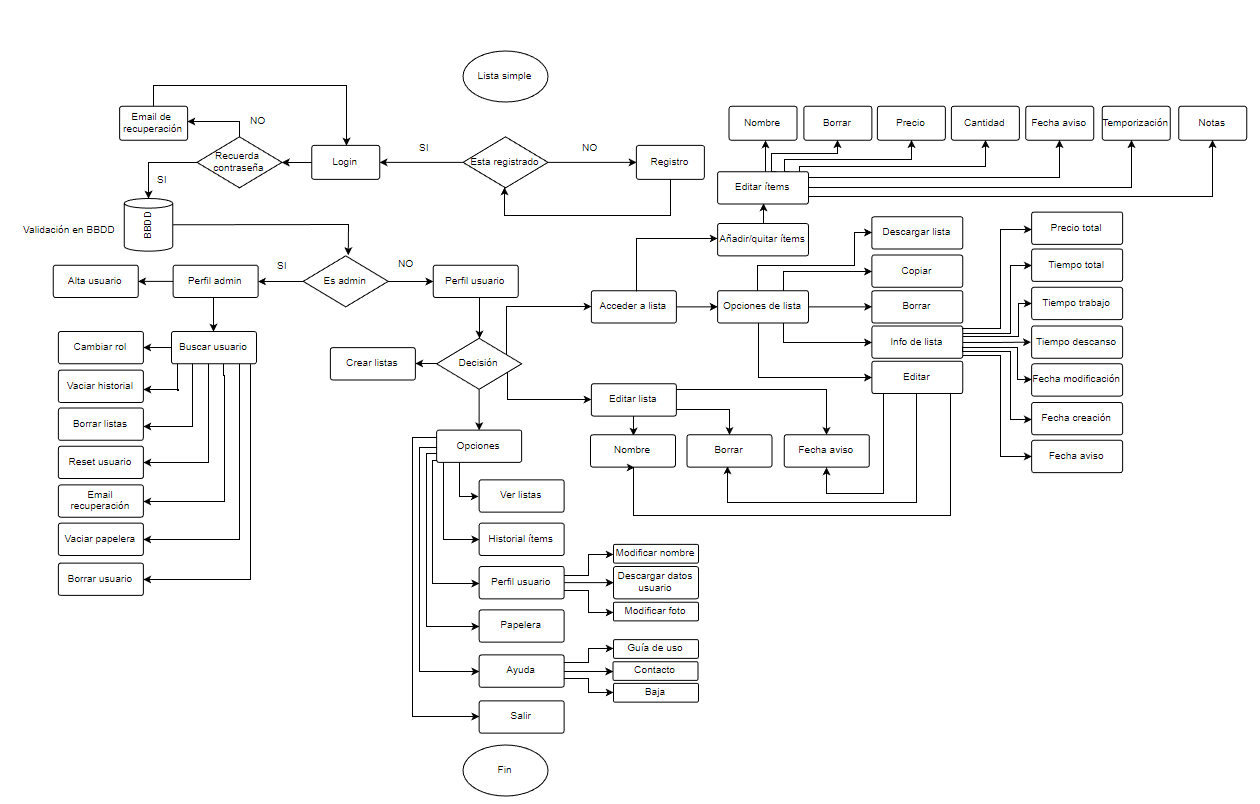 Lista simple
Email de
recuperación
NO
Recuerda
contraseña
Login
SI
Esta registrado
NO
Registro
SI
BBDD
Validación en BBDD
Nombre
Borrar
Precio
Cantidad
Fecha aviso
Temporización
Notas
Editar ítems
Añadir/quitar ítems
Alta usuario
Perfil admin
SI
Es admin
NO
Perfil usuario
Acceder a lista
Opciones de lista
Descargar lista
Copiar
Borrar
Info de lista
Editar
Precio total
Tiempo total
Tiempo trabajo
Tiempo descanso
Fecha modificación
Fecha creación
Fecha aviso
Cambiar rol
Buscar usuario
Vaciar historial
Borrar listas
Reset usuario
Email
recuperación
Vaciar papelera
Borrar usuario
Crear listas
Decisión
Editar lista
Nombre
Borrar
Fecha aviso
Opciones
Ver listas
Historial ítems
Perfil usuario
Modificar nombre
Descargar datos
usuario
Modificar foto
Papelera
Ayuda
Guía de uso
Contacto
Baja
Salir
Fin